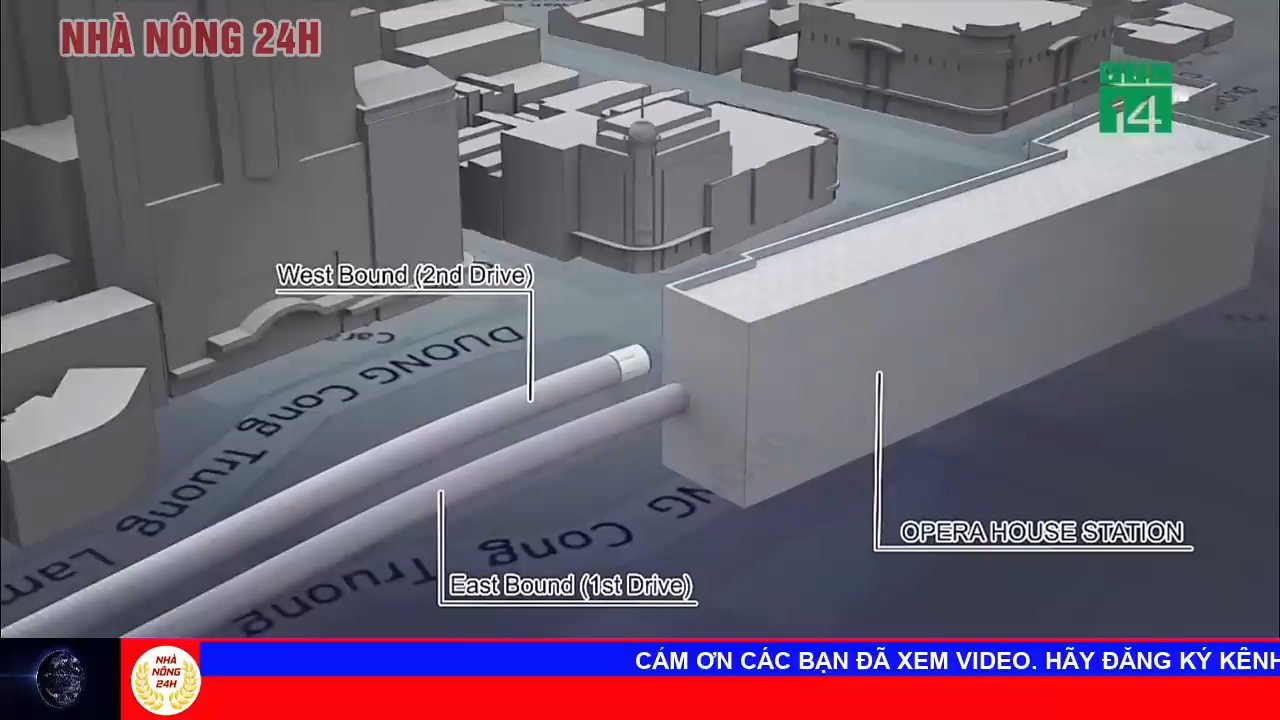 NHÀ NÔNG 24H
14
West Bound (2nd Drive)
DUONG Cong Truong Lam
Cong Truong
OPERA HOUSE STATION
East Bound (1st Drive)
NHÀ
NÔNG
24H
CÁM ƠN CÁC BẠN ĐÃ XEM VIDEO. HÃY ĐĂNG KÝ KÊNH